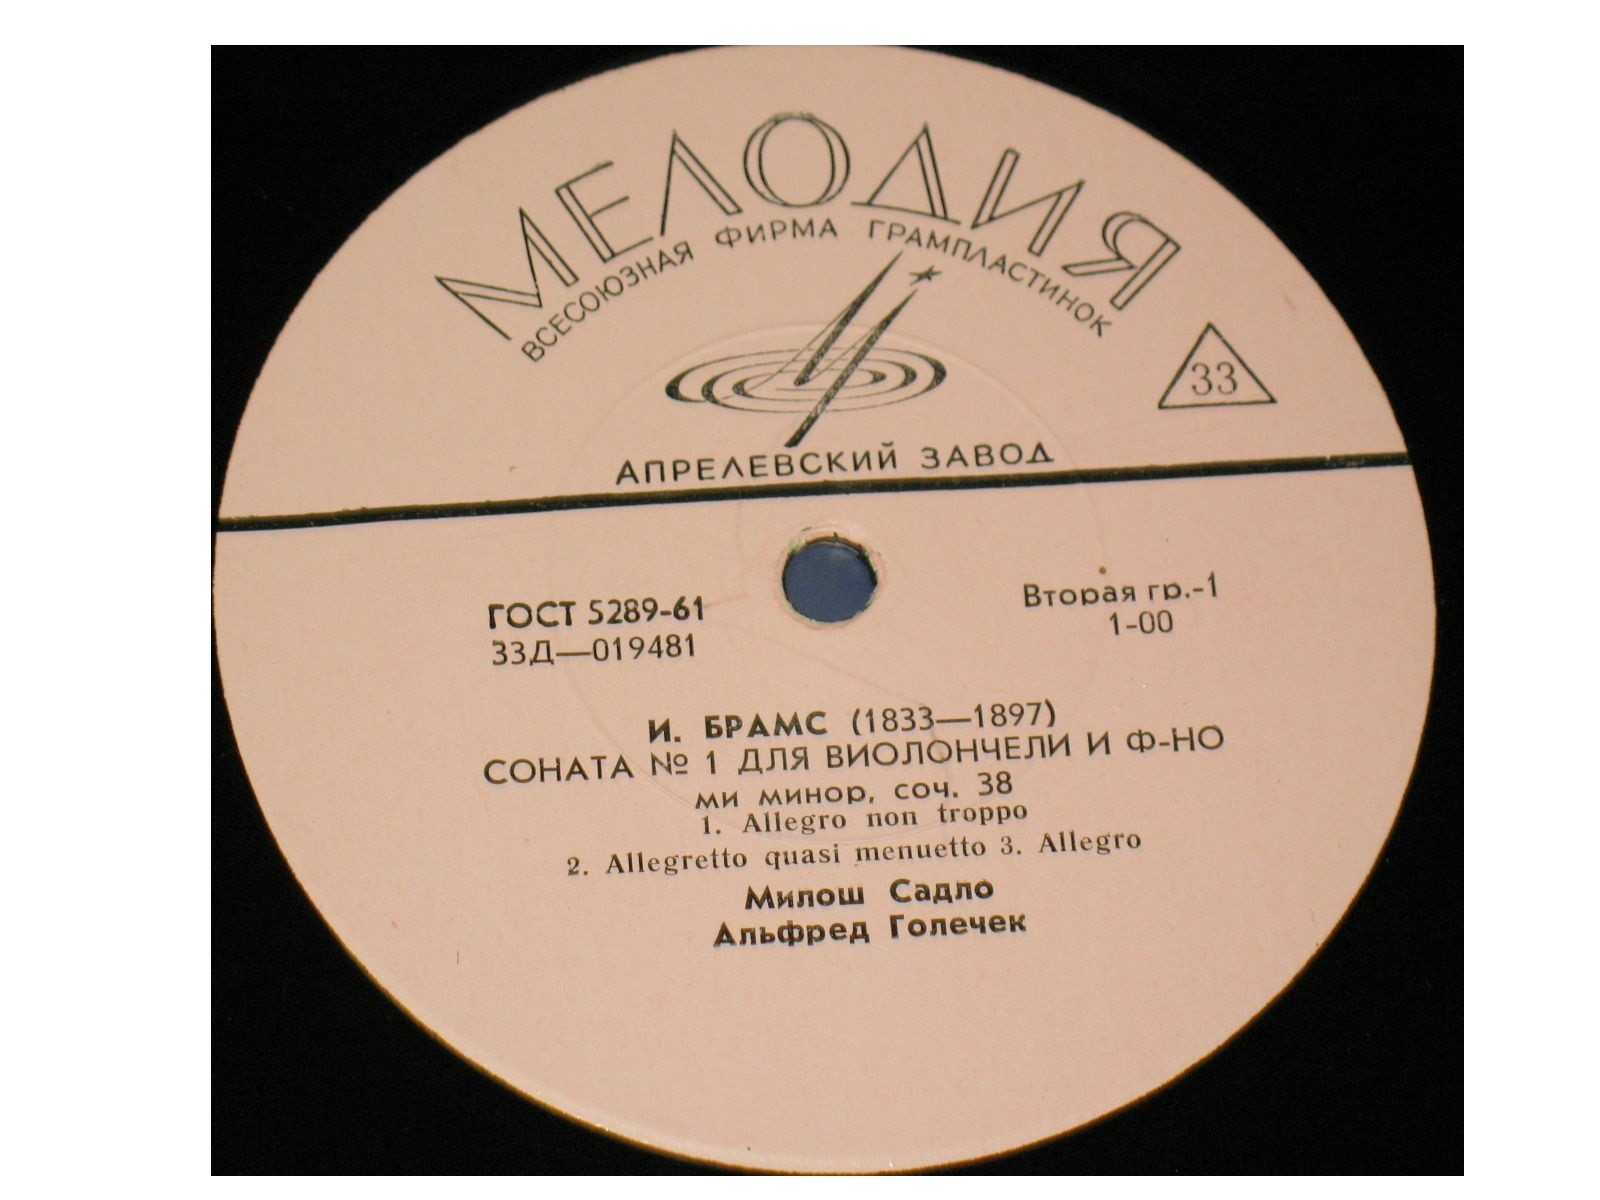 МЕЛОДИЯ
ВСЕСОЮЗНАЯ ФИРМА ГРАМПЛАСТИНОК
33
АПРЕЛЕВСКИЙ ЗАВОД
ГОСТ 5289-61
Вторая гр.-1
33Д—019481
1-00
И. БРАМС (1833—1897)
СОНАТА № 1 ДЛЯ ВИОЛОНЧЕЛИ И Ф-НО
ми минор, соч. 38
1. Allegro non troppo
2. Allegretto quasi menuetto 3. Allegro
Милош Садло
Альфред Голечек